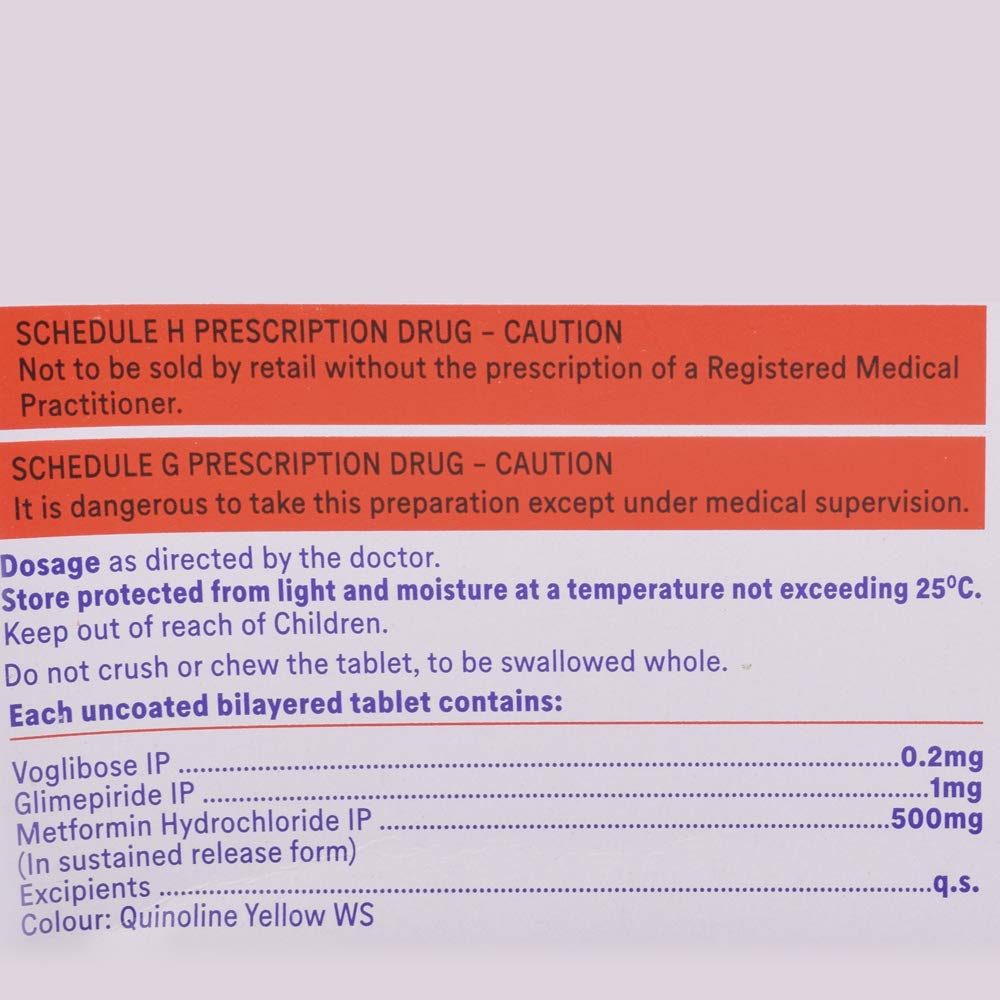 SCHEDULE H PRESCRIPTION DRUG – CAUTION
Not to be sold by retail without the prescription of a Registered Medical
Practitioner.
SCHEDULE G PRESCRIPTION DRUG – CAUTION
It is dangerous to take this preparation except under medical supervision.
Dosage as directed by the doctor.
Store protected from light and moisture at a temperature not exceeding 25ºC.
Keep out of reach of Children.
Do not crush or chew the tablet, to be swallowed whole.
Each uncoated bilayered tablet contains:
Voglibose IP ........................................ 0.2mg
Glimepiride IP ........................................ 1mg
Metformin Hydrochloride IP ........................................ 500mg
(In sustained release form)
Excipients ........................................ q.s.
Colour: Quinoline Yellow WS